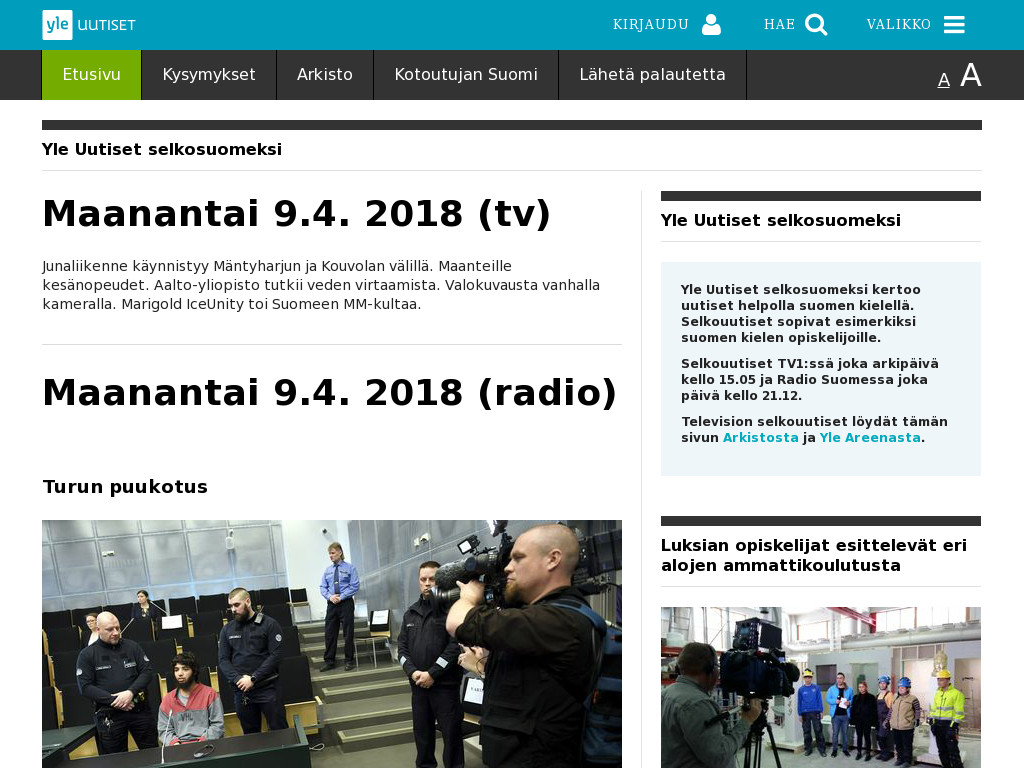 yle UUTISET
KIRJAUDU
HAE
VALIKKO
Etusivu
Kysymykset
Arkisto
Kotoutujan Suomi
Lähetä palautetta
A A
Yle Uutiset selkosuomeksi
Maanantai 9.4. 2018 (tv)
Junaliikenne käynnistyy Mäntyharjun ja Kouvolan välillä. Maanteille
kesänopeudet. Aalto-yliopisto tutkii veden virtaamista. Valokuvausta vanhalla
kameralla. Marigold IceUnity toi Suomeen MM-kultaa.
Maanantai 9.4. 2018 (radio)
Turun puukotus
Yle Uutiset selkosuomeksi
Yle Uutiset selkosuomeksi kertoo
uutiset helpolla suomen kielellä.
Selkouutiset sopivat esimerkiksi
suomen kielen opiskelijoille.
Selkouutiset TV1:ssä joka arkipäivä
kello 15.05 ja Radio Suomessa joka
päivä kello 21.12.
Television selkouutiset löydät tämän
sivun Arkistosta ja Yle Areenasta.
Luksian opiskelijat esittelevät eri
alojen ammattikoulutusta